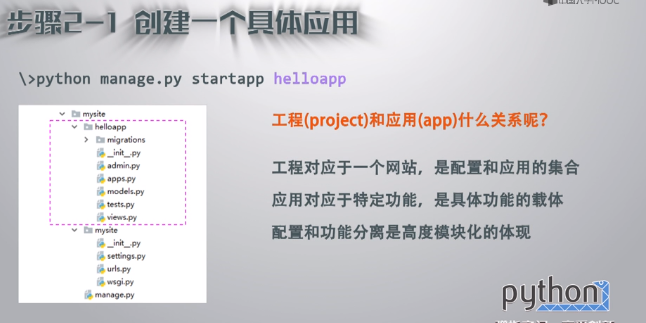 步骤2-1 创建一个具体应用
\>python manage.py startapp helloapp
mysite
helloapp
migrations
__init__.py
admin.py
apps.py
models.py
tests.py
views.py
mysite
__init__.py
settings.py
urls.py
wsgi.py
manage.py
工程(project)和应用(app)什么关系呢?
工程对应于一个网站，是配置和应用的集合
应用对应于特定功能，是具体功能的载体
配置和功能分离是高度模块化的体现
python